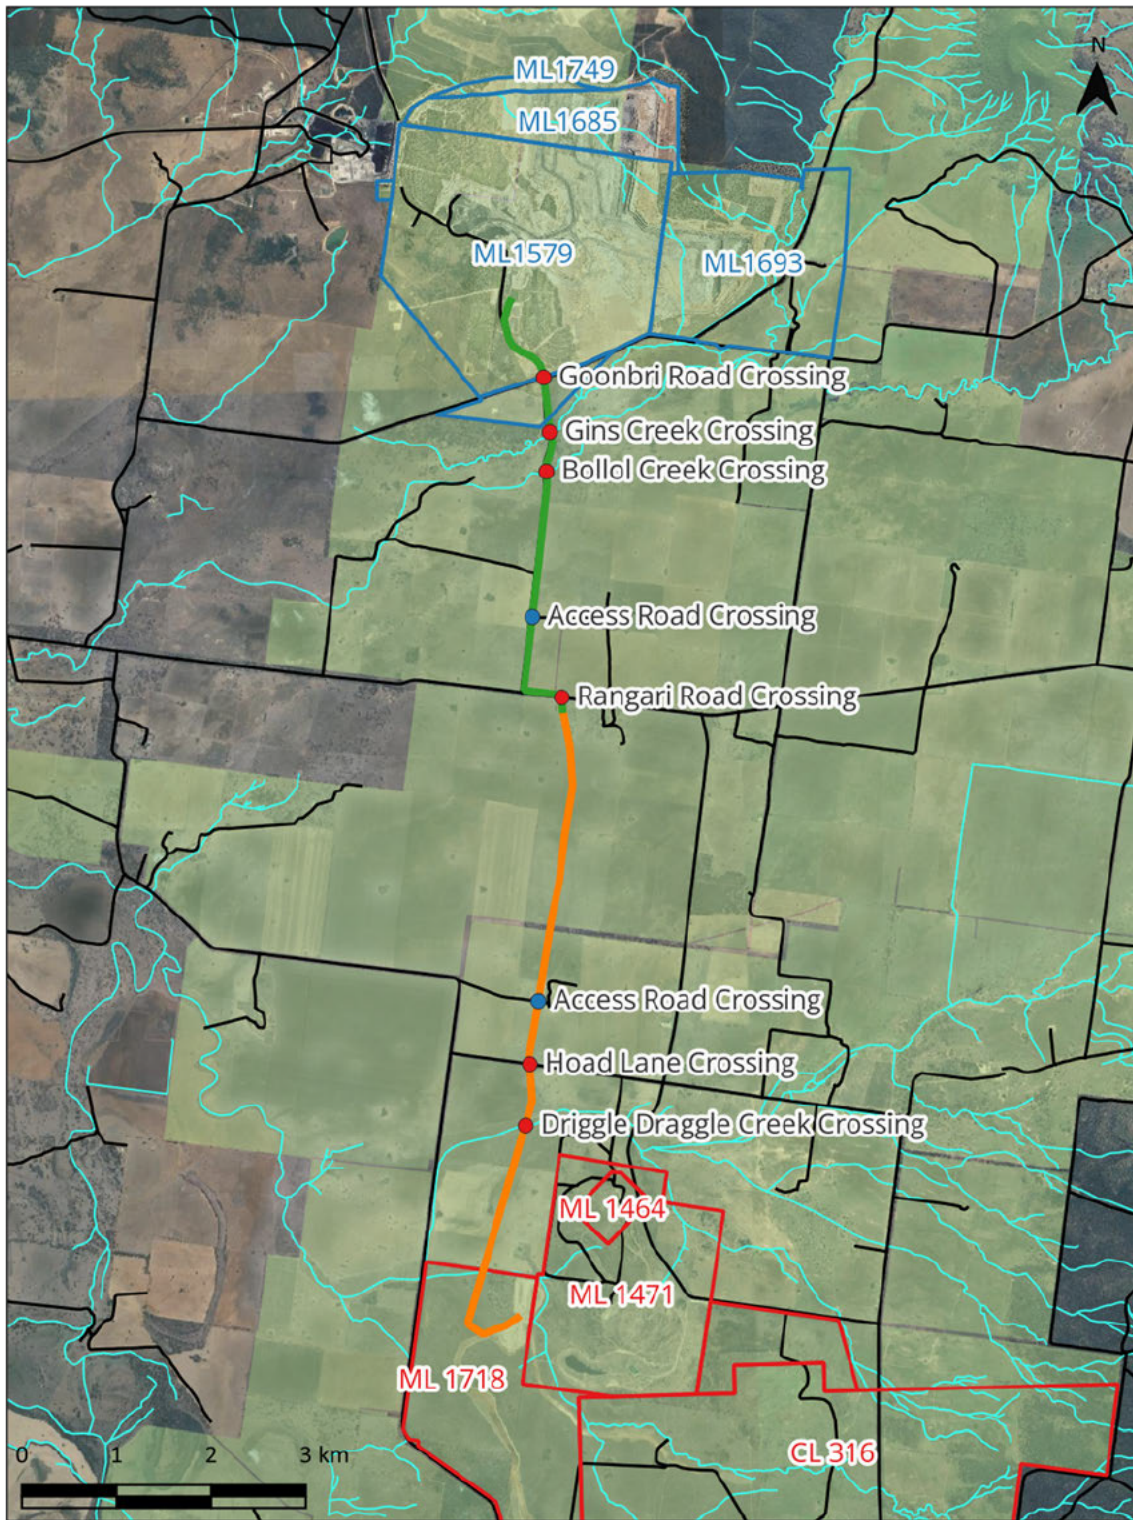 N
ML1749
ML1685
ML1579
ML1693
Goonbri Road Crossing
Gins Creek Crossing
Bollol Creek Crossing
Access Road Crossing
Rangari Road Crossing
Access Road Crossing
Hoad Lane Crossing
Driggle Draggle Creek Crossing
ML 1464
ML 1471
ML 1718
CL 316
0 1 2 3 km